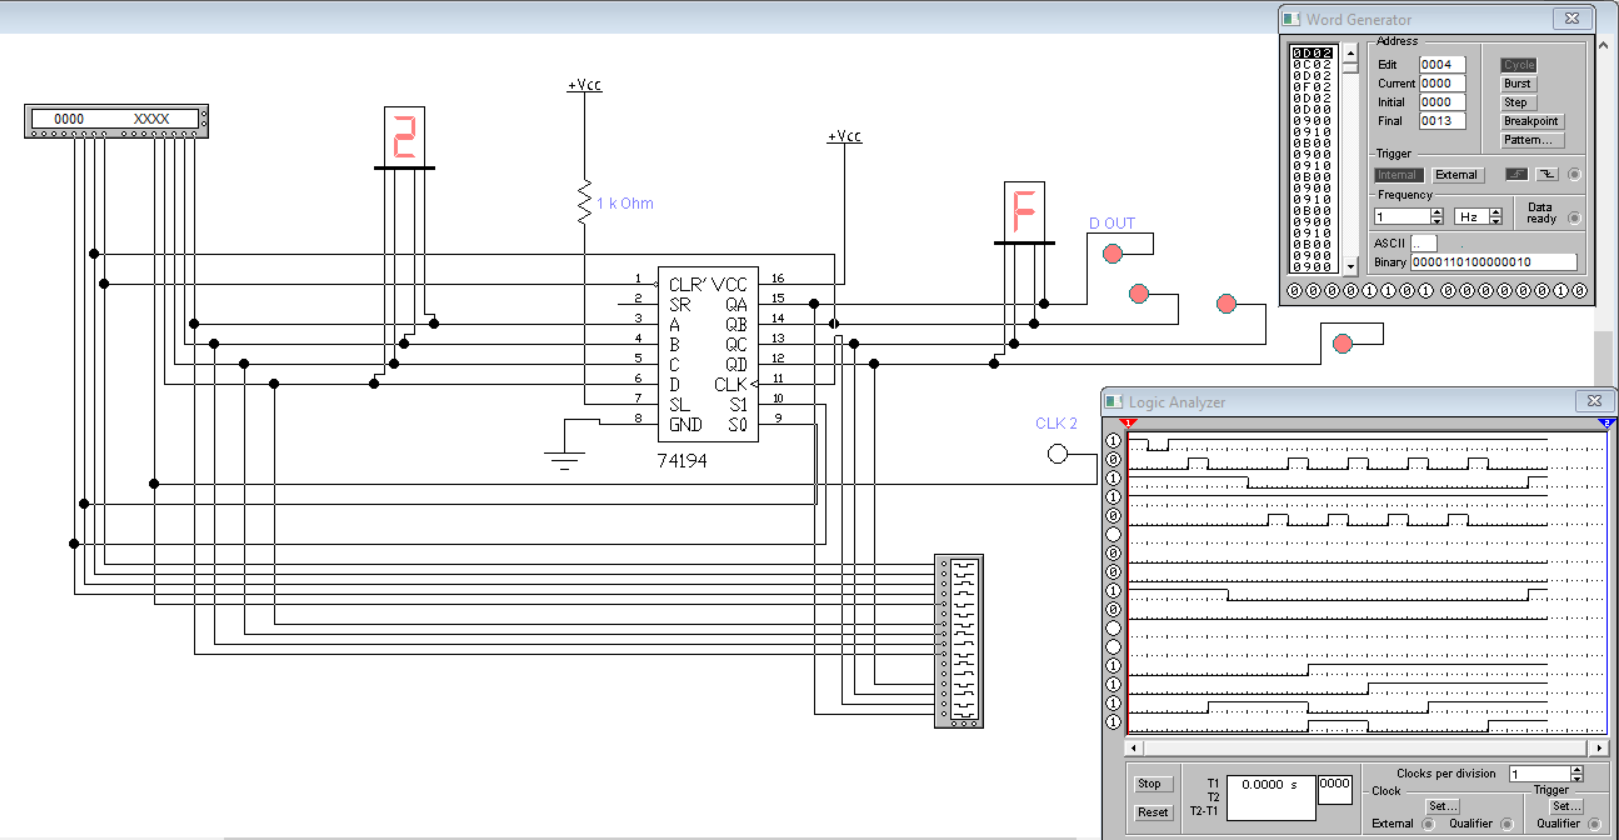 Word Generator
Address
0D02
0C02
0D02
0F02
0D02
0D00
0900
0910
0B00
0900
0910
0B00
0900
0910
0B00
0900
0910
0B00
0900
0900
Edit 0004
Current 0000
Initial 0000
Final 0013
Cycle
Burst
Step
Breakpoint
Pattern...
Trigger
Internal External
Frequency
1 Hz
Data
ready
ASCII ..
Binary 0000110100000010
0 0 0 0 1 1 0 1 0 0 0 0 0 0 1 0
+Vcc
0000 XXXX
2
+Vcc
1 k Ohm
F
D OUT
1 CLR' VCC 16
2 SR QA 15
3 A QB 14
4 B QC 13
5 C QD 12
6 D CLK 11
7 SL S1 10
8 GND S0 9
74194
CLK 2
Logic Analyzer
1 2
1
0
1
1
0
0
0
1
0
1
1
1
1
Stop
Reset
T1 0.0000 s 0000
T2
T2-T1
Clocks per division 1
Clock
Set...
External Qualifier
Trigger
Set...
Qualifier